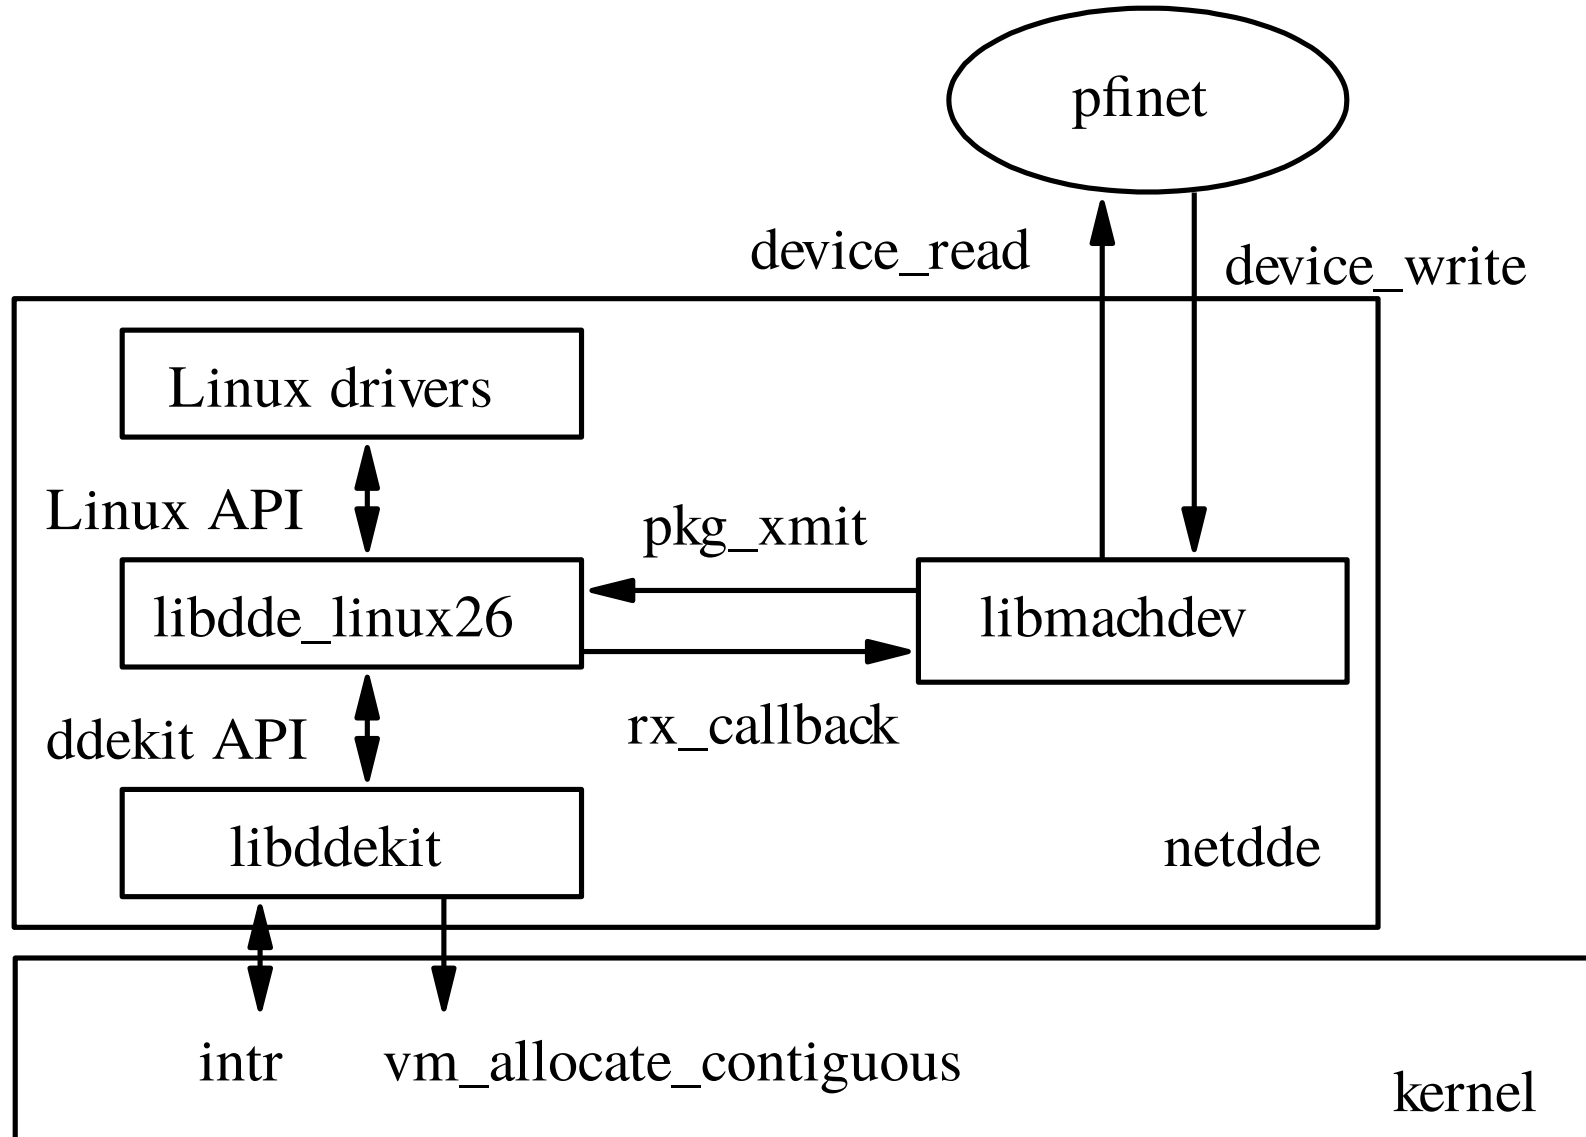 pfinet
device_read
device_write
Linux drivers
Linux API
pkg_xmit
libdde_linux26
libmachdev
rx_callback
ddekit API
libddekit
netdde
intr
vm_allocate_contiguous
kernel